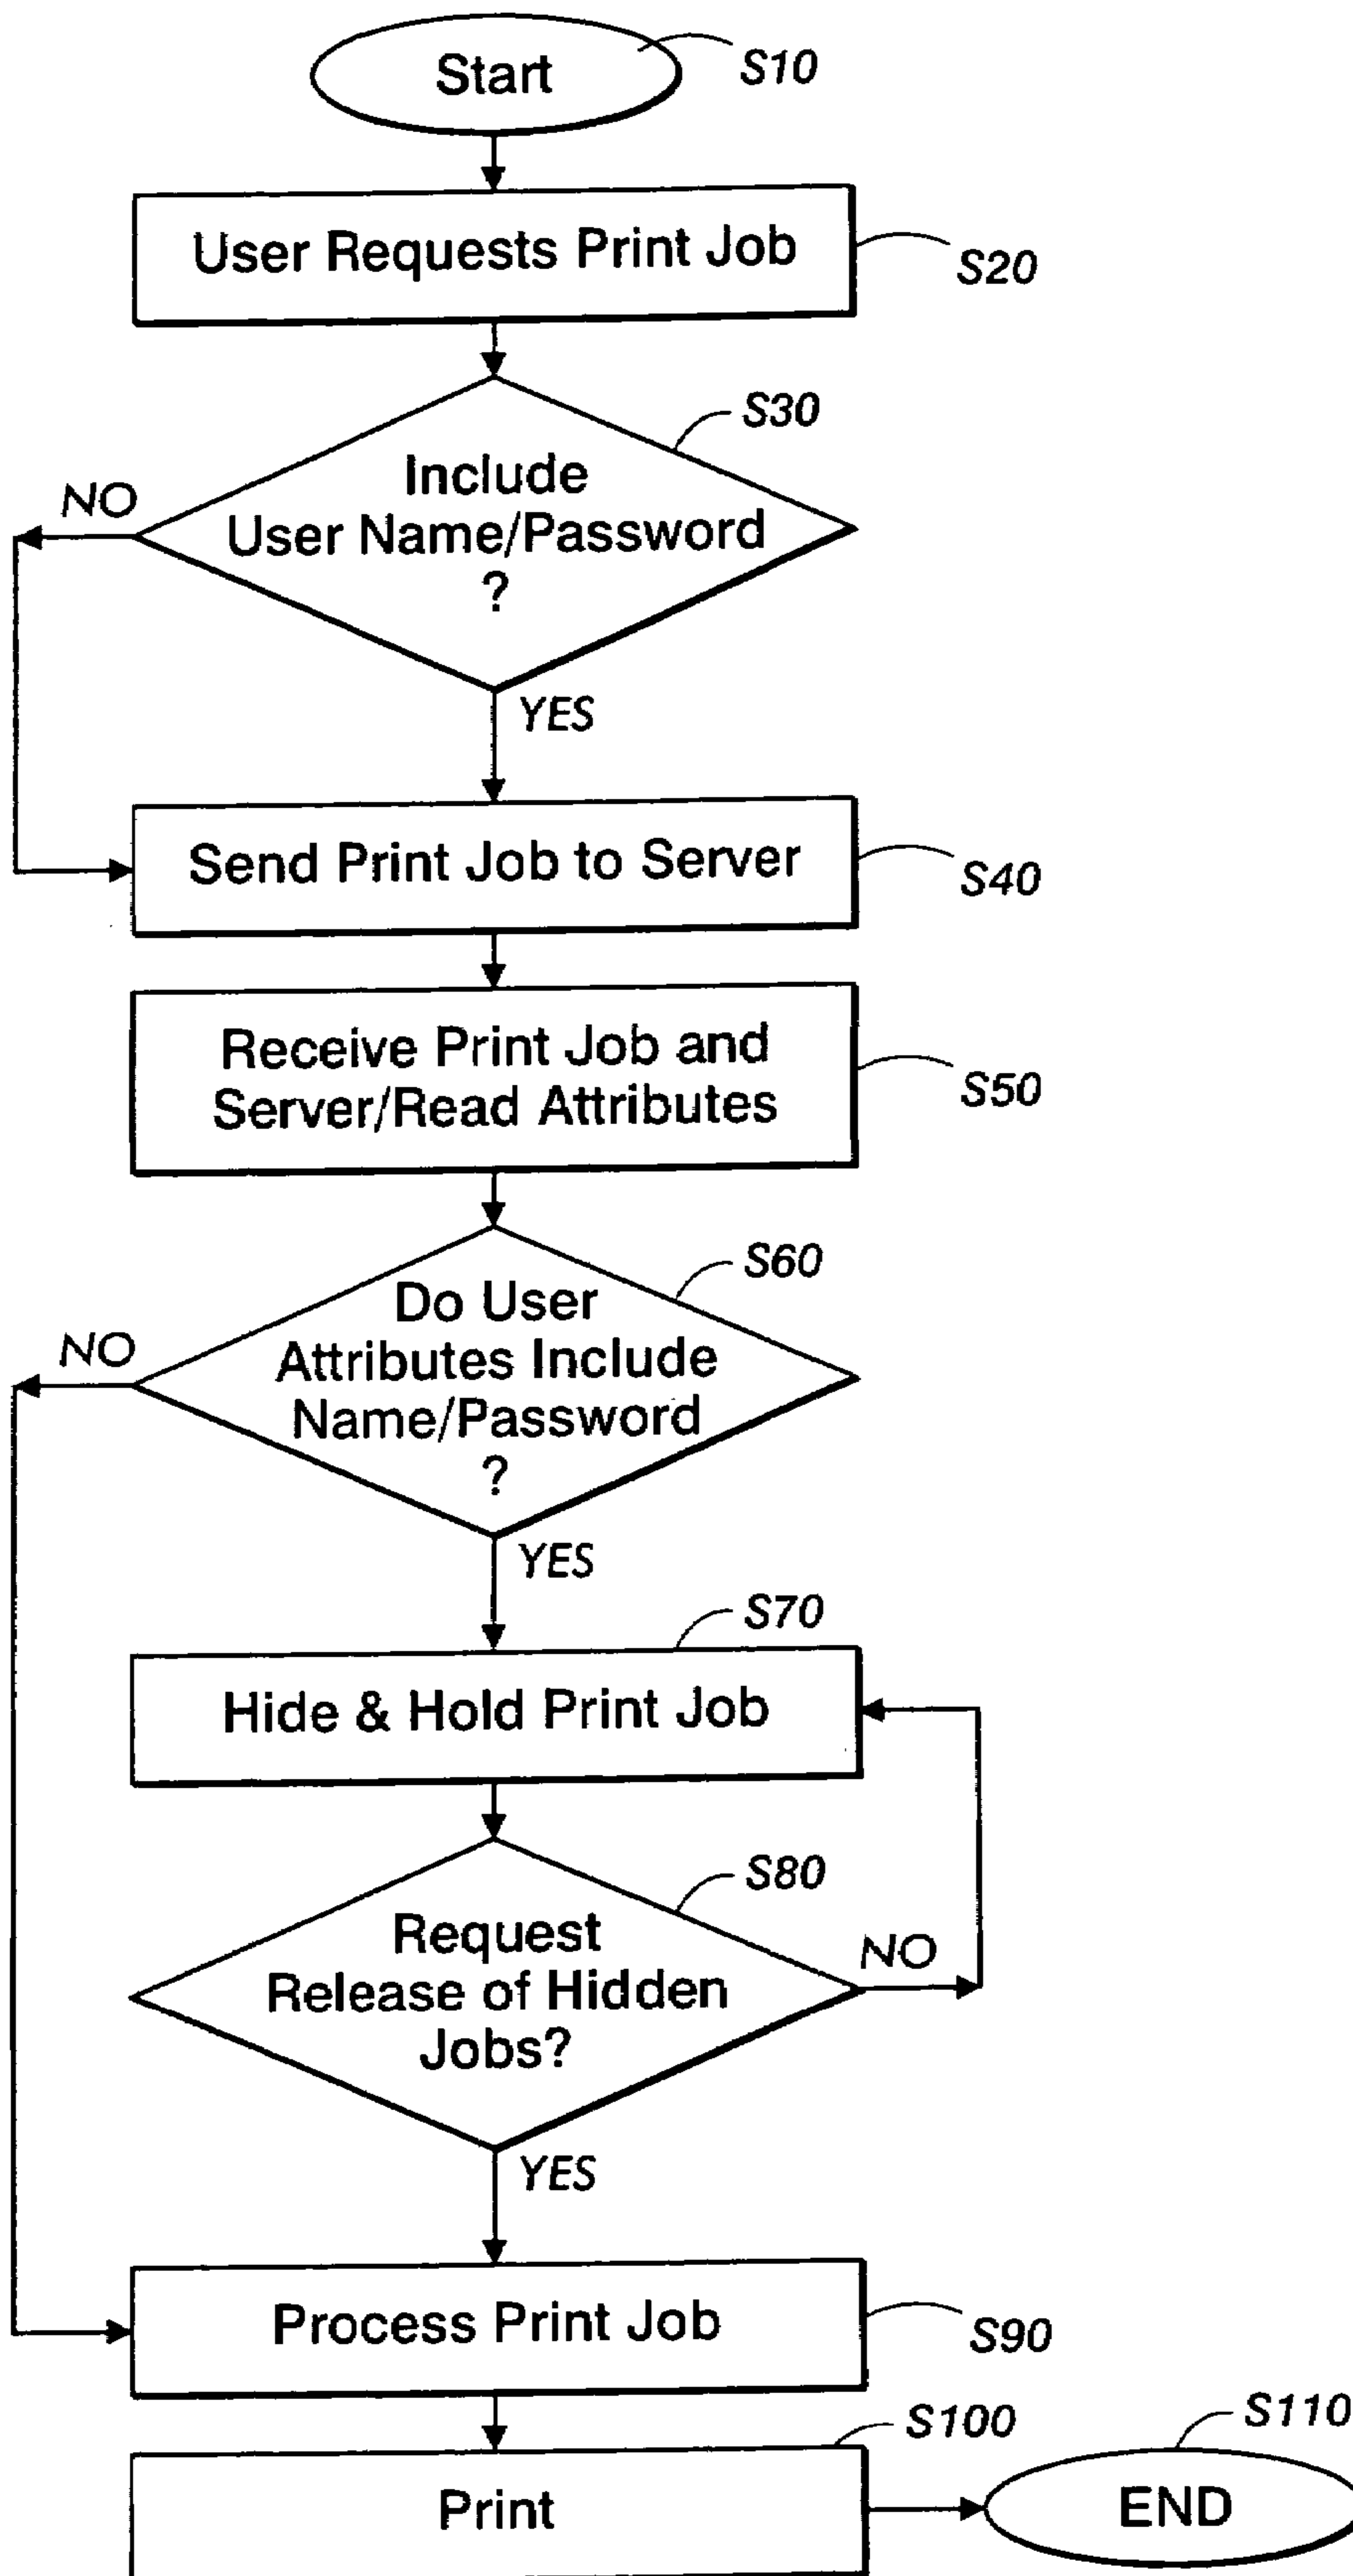 Start
S10
User Requests Print Job
S20
S30
Include
User Name/Password
?
NO
YES
Send Print Job to Server
S40
Receive Print Job and
Server/Read Attributes
S50
S60
Do User
Attributes Include
Name/Password
?
NO
YES
S70
Hide & Hold Print Job
S80
Request
Release of Hidden
Jobs?
NO
YES
Process Print Job
S90
S100
Print
S110
END